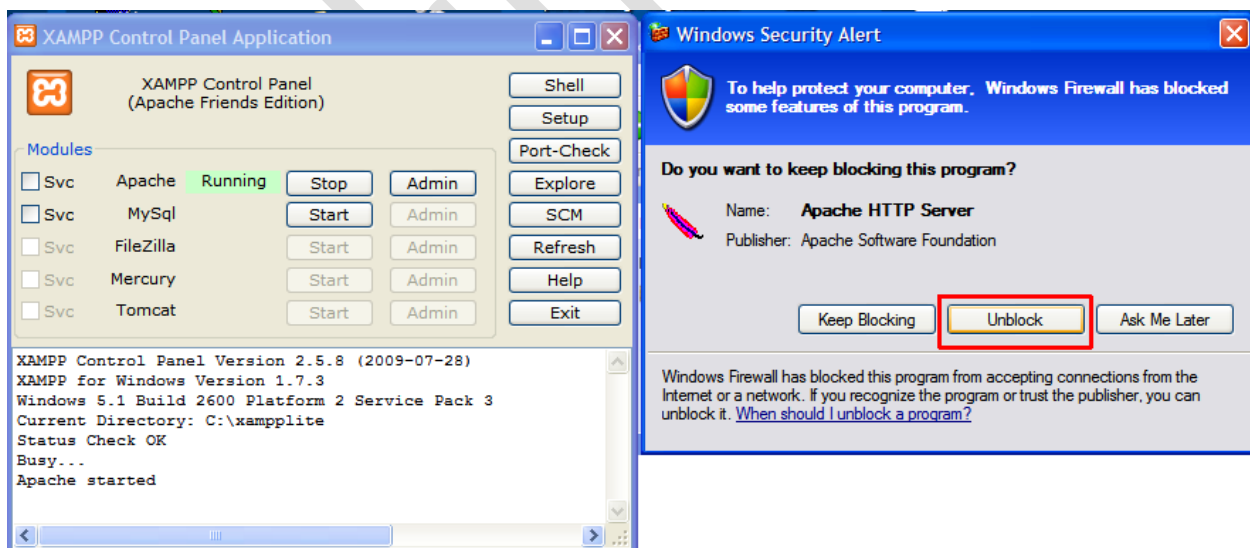 XAMPP Control Panel Application
XAMPP Control Panel
(Apache Friends Edition)
Shell
Setup
Modules
Port-Check
Svc Apache Running Stop Admin Explore
Svc MySql Start Admin SCM
Svc FileZilla Start Admin Refresh
Svc Mercury Start Admin Help
Svc Tomcat Start Admin Exit
XAMPP Control Panel Version 2.5.8 (2009-07-28)
XAMPP for Windows Version 1.7.3
Windows 5.1 Build 2600 Platform 2 Service Pack 3
Current Directory: C:\xampplite
Status Check OK
Busy...
Apache started
Windows Security Alert
To help protect your computer, Windows Firewall has blocked
some features of this program.
Do you want to keep blocking this program?
Name: Apache HTTP Server
Publisher: Apache Software Foundation
Keep Blocking Unblock Ask Me Later
Windows Firewall has blocked this program from accepting connections from the
Internet or a network. If you recognize the program or trust the publisher, you can
unblock it. When should I unblock a program?